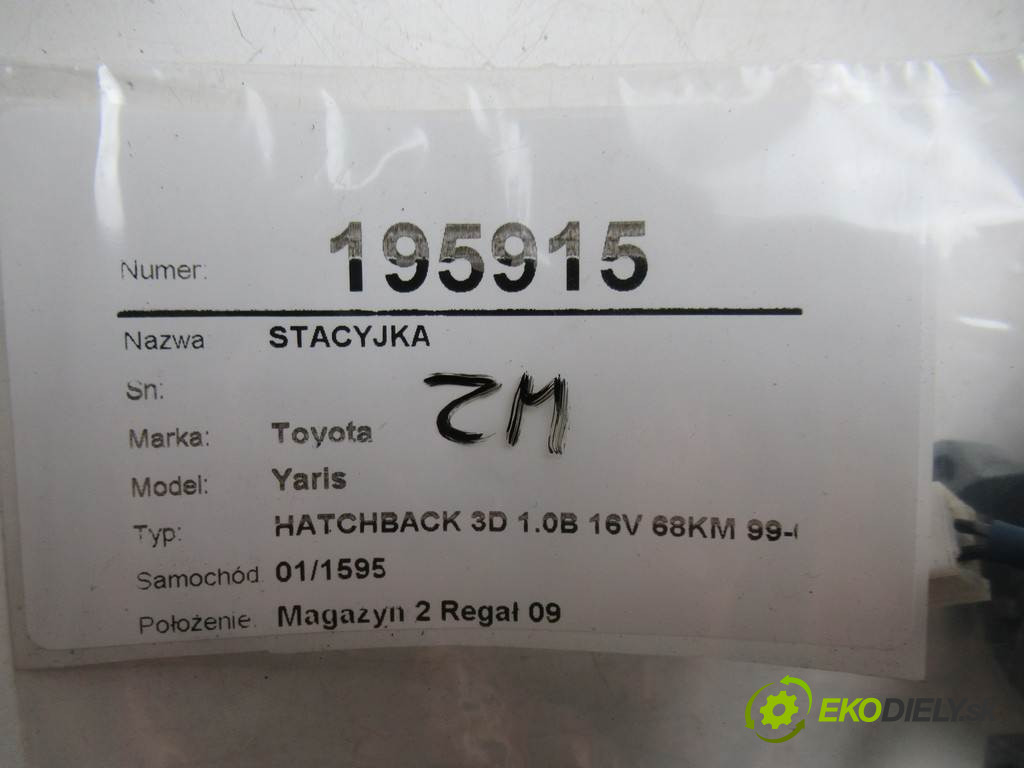 Numer: 195915
Nazwa STACYJKA
Sn:
Marka: Toyota
Model: Yaris
Typ: HATCHBACK 3D 1.0B 16V 68KM 99-
Samochód 01/1595
Położenie. Magazyn 2 Regał 09
EKODIELY.s